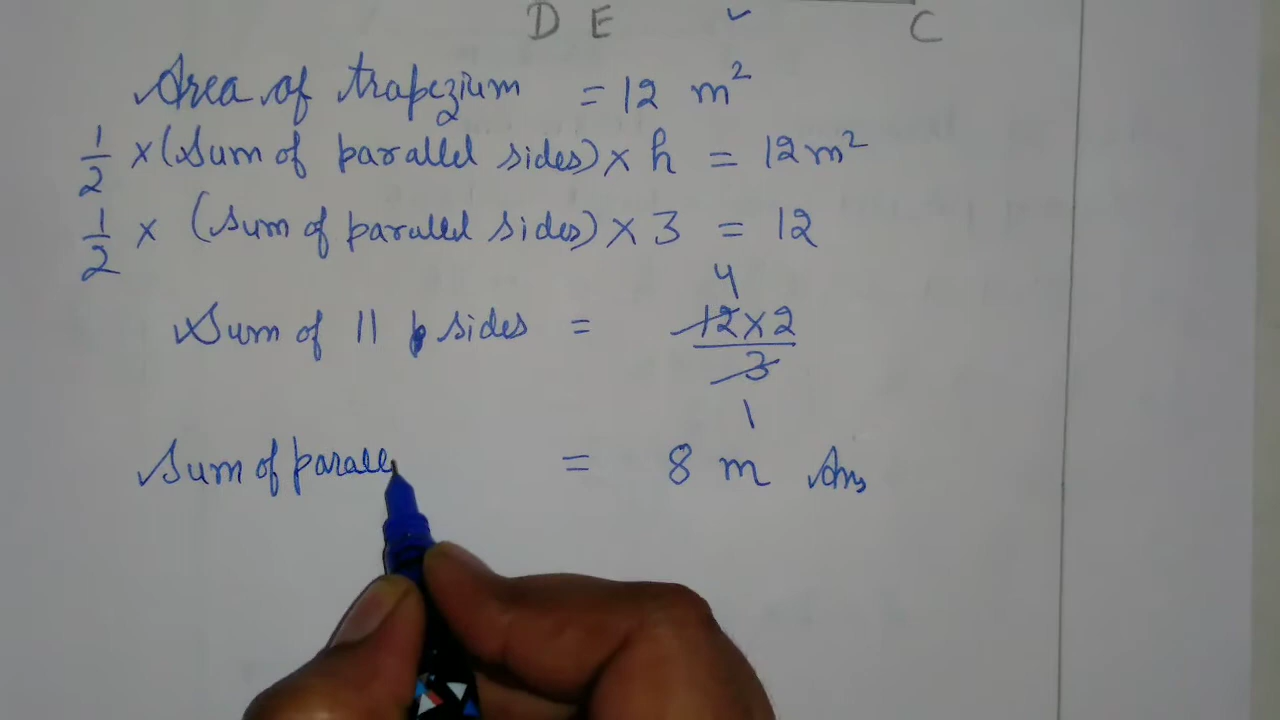 D E C
Area of trapezium = 12 m²
1/2 × (Sum of parallel sides) × h = 12 m²
1/2 × (Sum of parallel sides) × 3 = 12
4
Sum of || sides = 12×2/3
1
Sum of parall = 8 m Ans